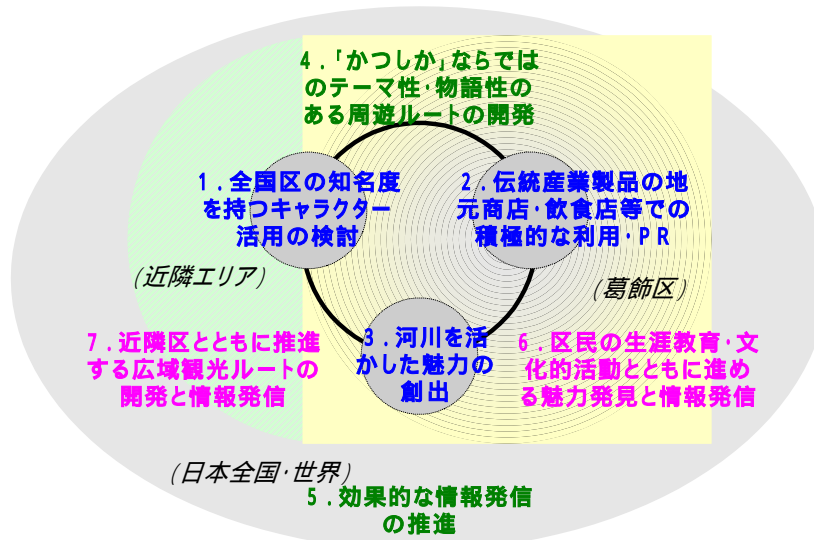 4．「かつしか」ならでは
のテーマ性・物語性の
ある周遊ルートの開発
1．全国区の知名度
を持つキャラクター
活用の検討
2．伝統産業製品の地
元商店・飲食店等での
積極的な利用・PR
（近隣エリア）
（葛飾区）
3．河川を活
かした魅力の
創出
7．近隣区とともに推進
する広域観光ルートの
開発と情報発信
6．区民の生涯教育・文
化的活動とともに進め
る魅力発見と情報発信
（日本全国・世界）
5．効果的な情報発信
の推進